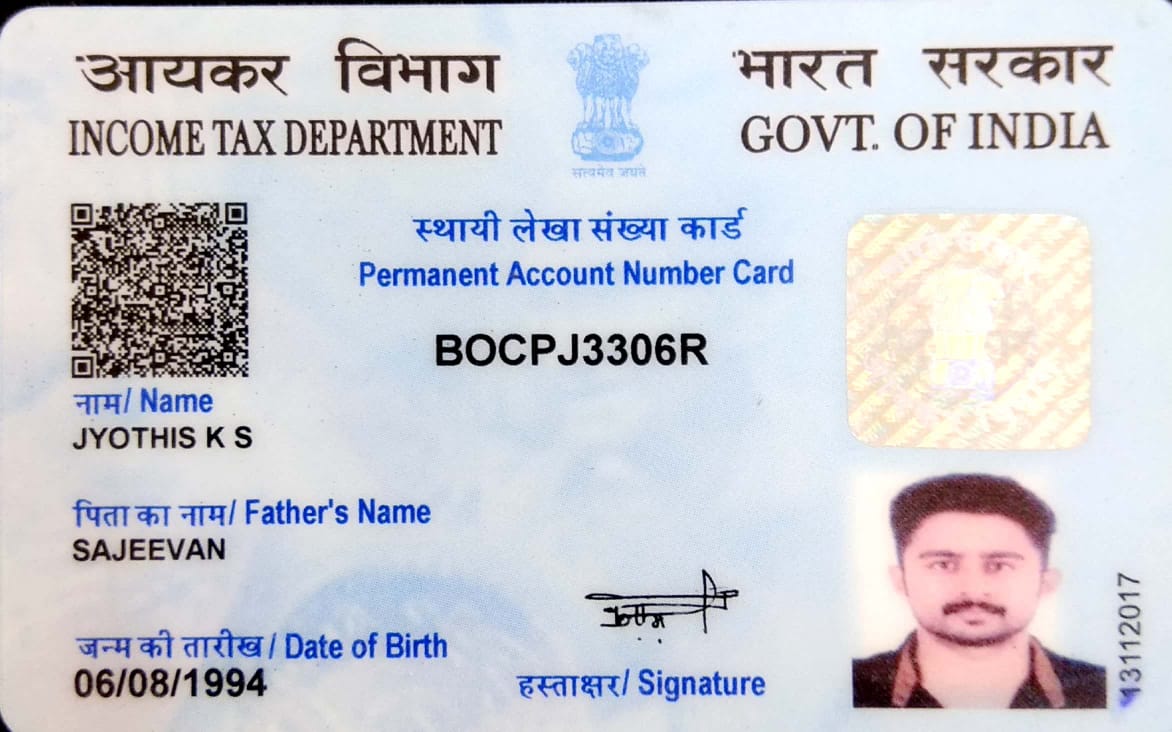 आयकर विभाग
INCOME TAX DEPARTMENT
सत्यमेव जयते
भारत सरकार
GOVT. OF INDIA
स्थायी लेखा संख्या कार्ड
Permanent Account Number Card
BOCPJ3306R
नाम/ Name
JYOTHIS K S
पिता का नाम/ Father's Name
SAJEEVAN
जन्म की तारीख/ Date of Birth
06/08/1994
हस्ताक्षर/ Signature
13112017